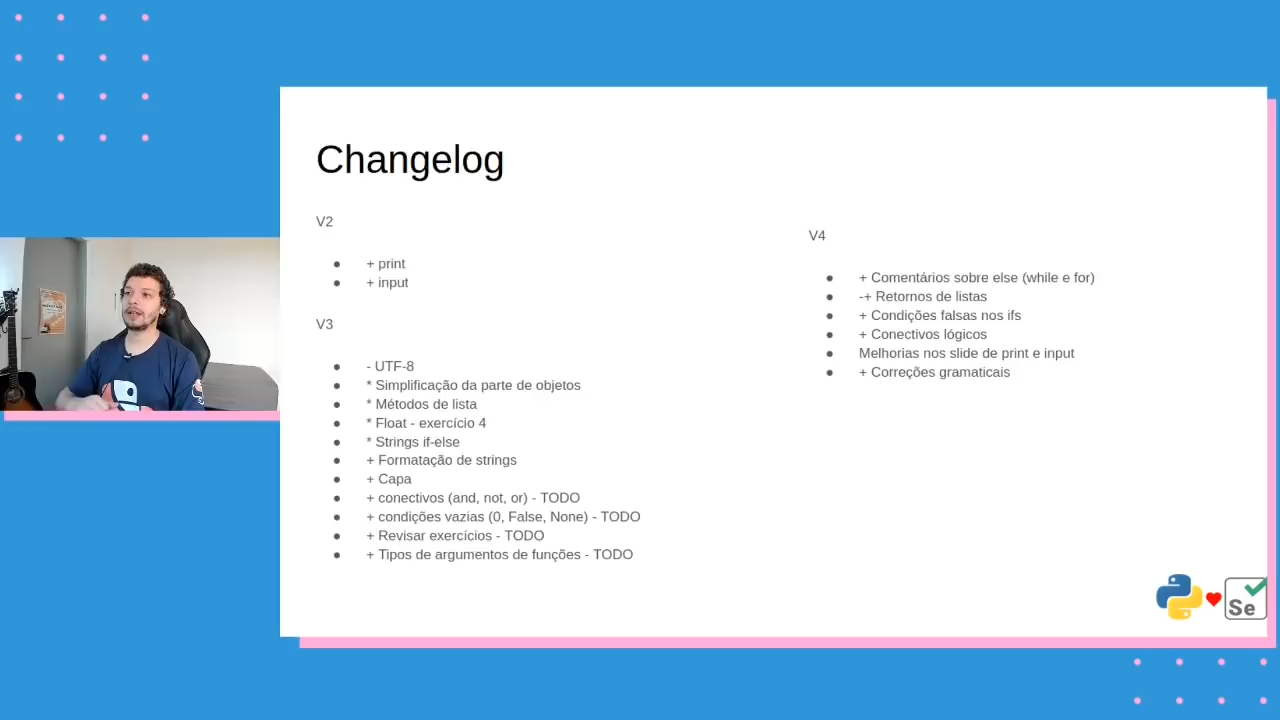 Changelog
V2
+ print
+ input
V3
- UTF-8
* Simplificação da parte de objetos
* Métodos de lista
* Float - exercício 4
* Strings if-else
+ Formatação de strings
+ Capa
+ conectivos (and, not, or) - TODO
+ condições vazias (0, False, None) - TODO
+ Revisar exercícios - TODO
+ Tipos de argumentos de funções - TODO
V4
+ Comentários sobre else (while e for)
-+ Retornos de listas
+ Condições falsas nos ifs
+ Conectivos lógicos
Melhorias nos slide de print e input
+ Correções gramaticais
Se